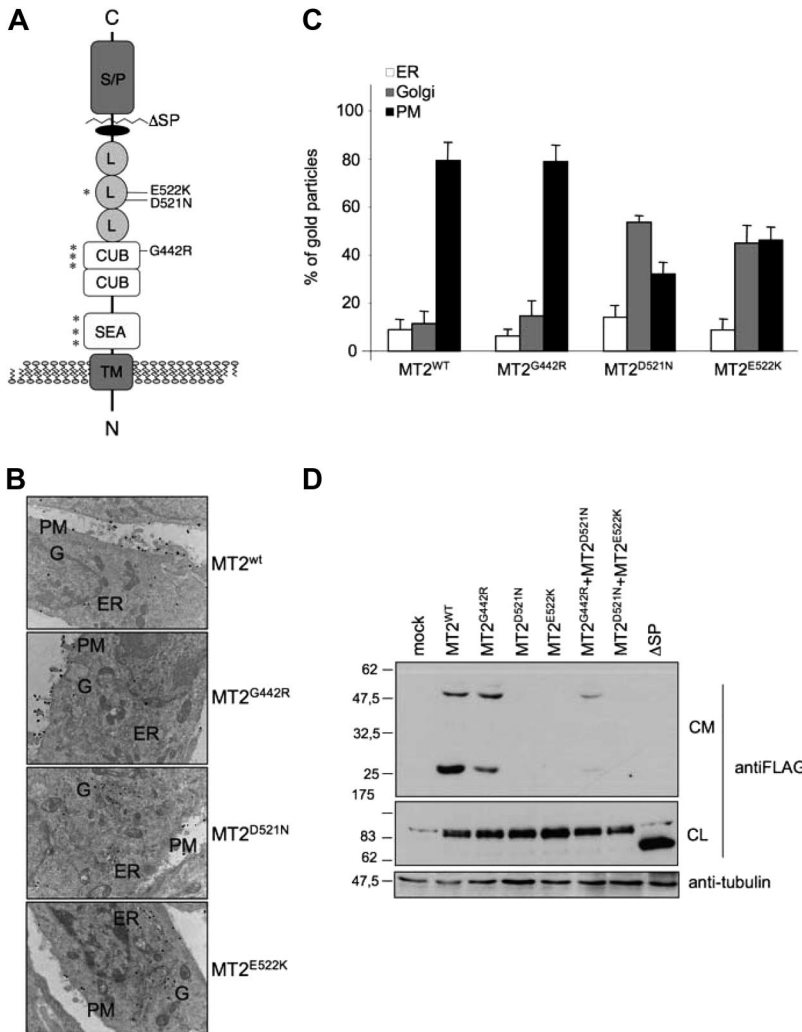 A
C
S/P
ΔSP
L
* L E522K
D521N
L
*** CUB G442R
CUB
*** SEA
TM
N
B
PM
G
ER
MT2wt
PM
G
ER
MT2G442R
G
PM
ER
MT2D521N
ER
G
PM
MT2E522K
C
ER
Golgi
PM
% of gold particles
100
80
60
40
20
0
MT2WT MT2G442R MT2D521N MT2E522K
D
mock
MT2WT
MT2G442R
MT2D521N
MT2E522K
MT2G442R+MT2D521N
MT2D521N+MT2E522K
ΔSP
62
47,5
32,5
25
175
83
62
47,5
CM
CL
antiFLAG
anti-tubulin